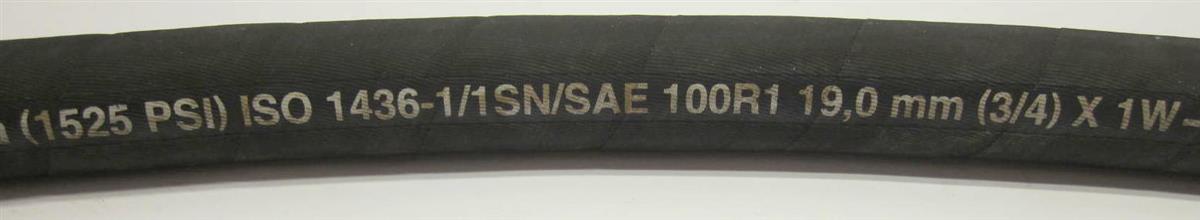 (1525 PSI) ISO 1436-1/1SN/SAE 100R1 19,0 mm (3/4) X 1W-